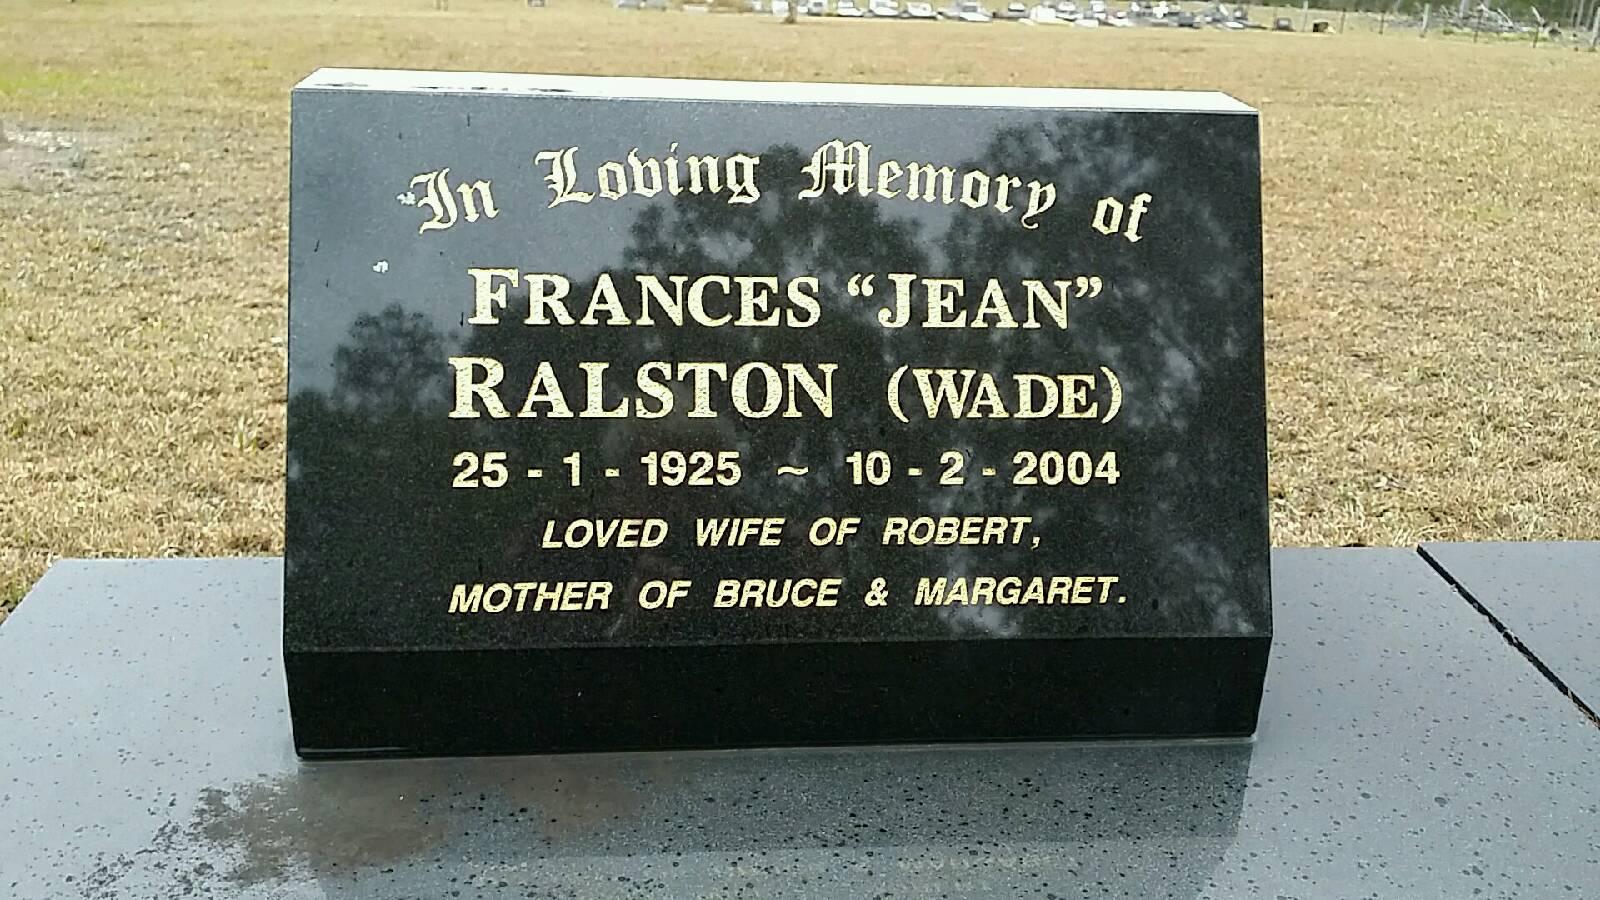 In Loving Memory of
FRANCES “JEAN”
RALSTON (WADE)
25 - 1 - 1925 ~ 10 - 2 - 2004
LOVED WIFE OF ROBERT,
MOTHER OF BRUCE & MARGARET.